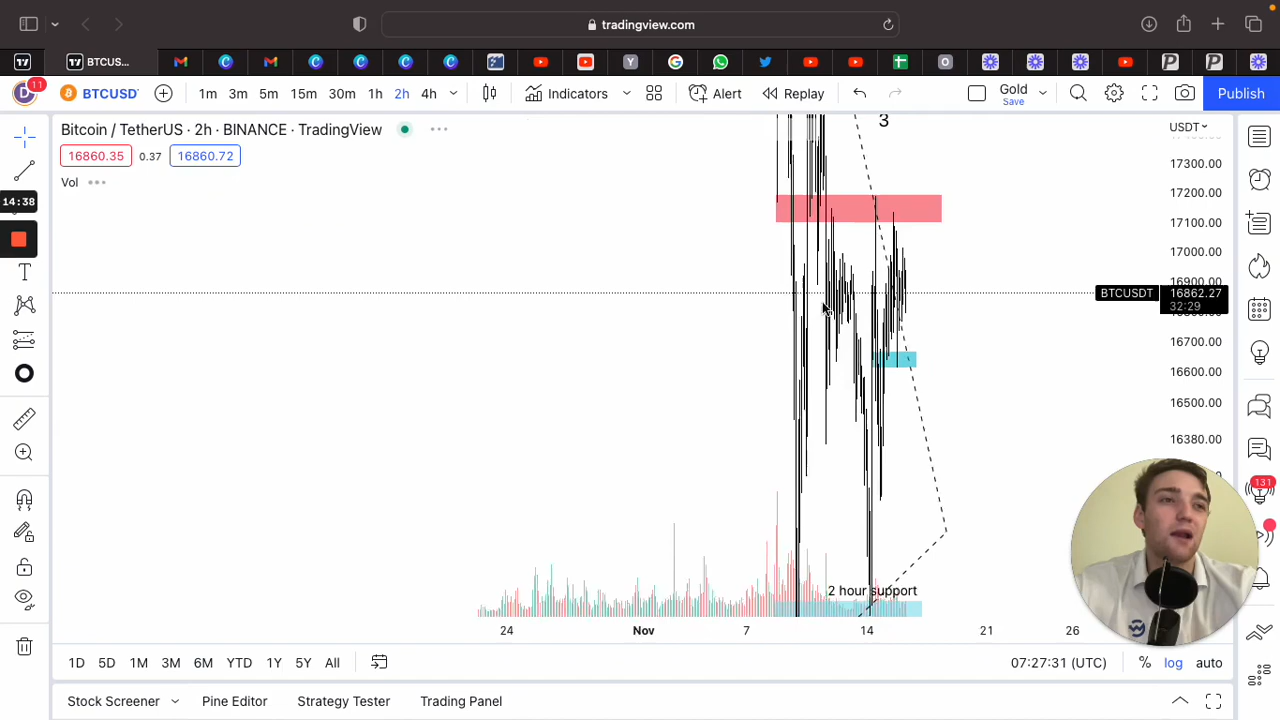 tradingview.com
BTCUS...
11
BTCUSD
1m 3m 5m 15m 30m 1h 2h 4h
Indicators
Alert
Replay
Gold
Save
Publish
Bitcoin / TetherUS · 2h · BINANCE · TradingView
16860.35 0.37 16860.72
Vol
14:38
3
USDT
17300.00
17200.00
17100.00
17000.00
16900.00
BTCUSDT 16862.27
32:29
16700.00
16600.00
16500.00
16380.00
131
2 hour support
24 Nov 7 14 21 26
1D 5D 1M 3M 6M YTD 1Y 5Y All
07:27:31 (UTC) % log auto
Stock Screener Pine Editor Strategy Tester Trading Panel